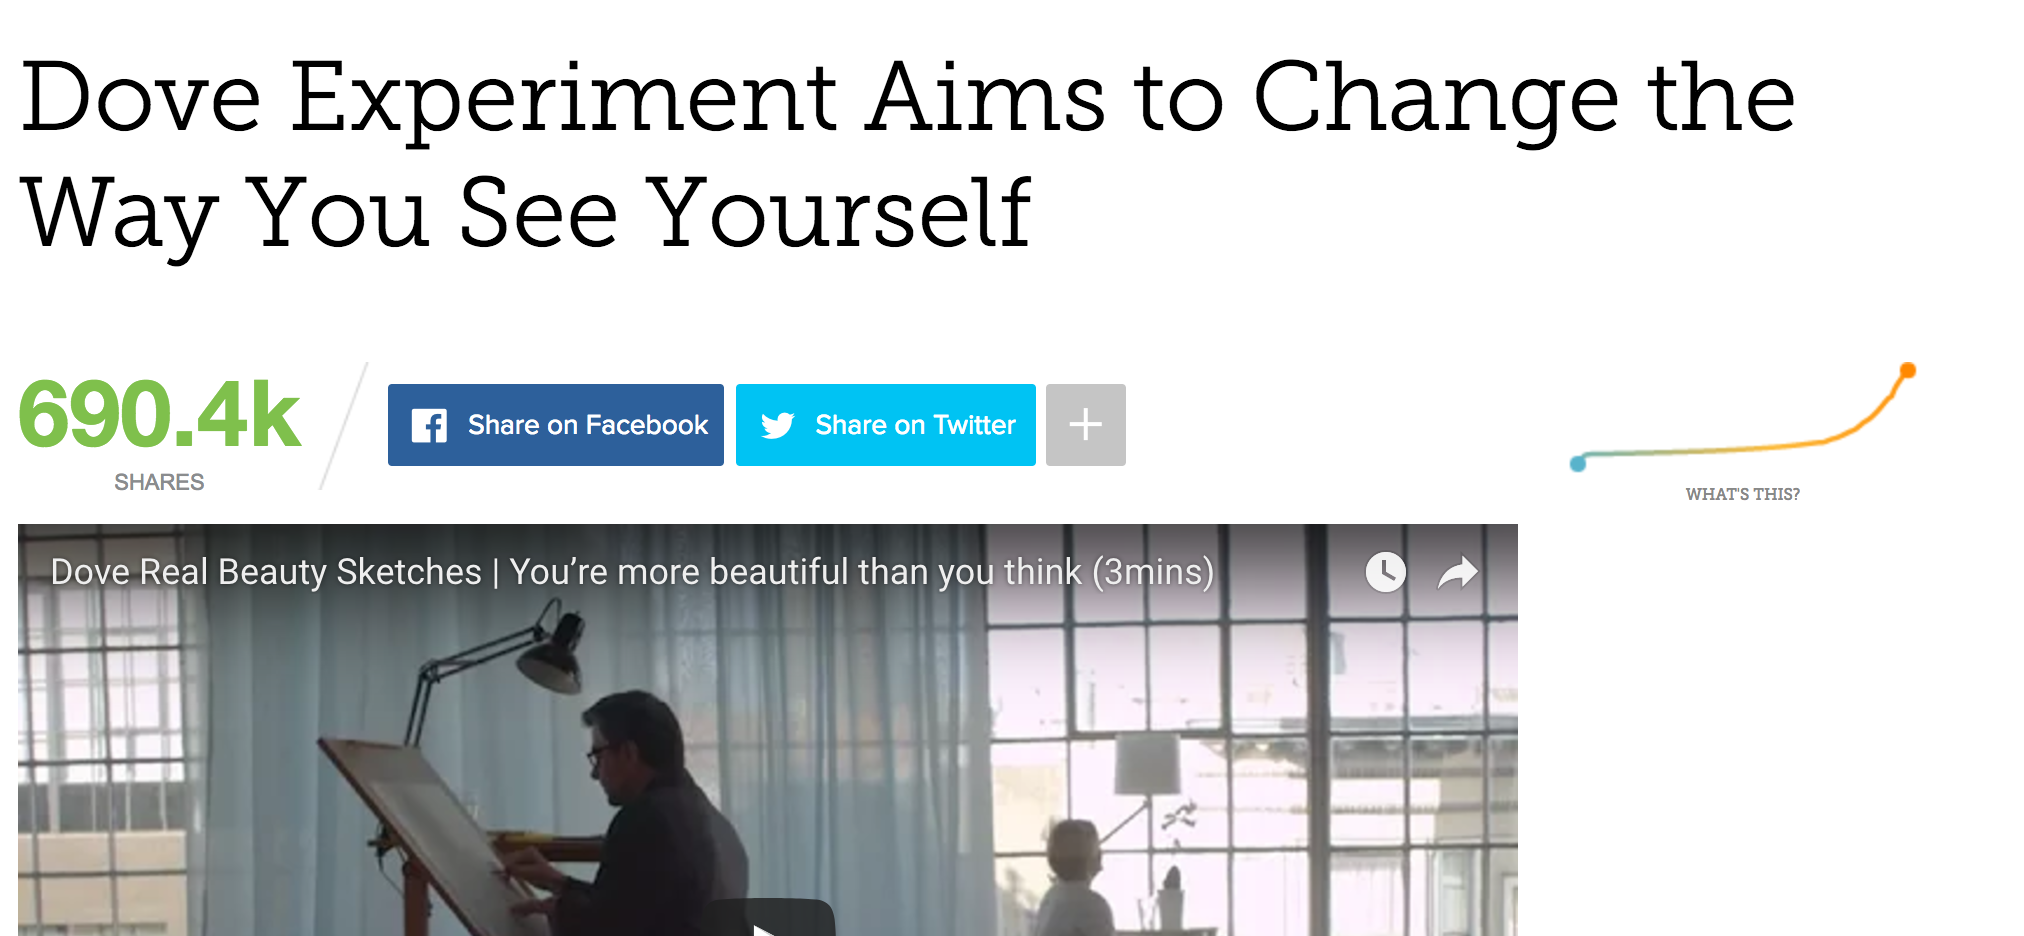 Dove Experiment Aims to Change the
Way You See Yourself
690.4k
SHARES
Share on Facebook
Share on Twitter
WHAT'S THIS?
Dove Real Beauty Sketches | You’re more beautiful than you think (3mins)